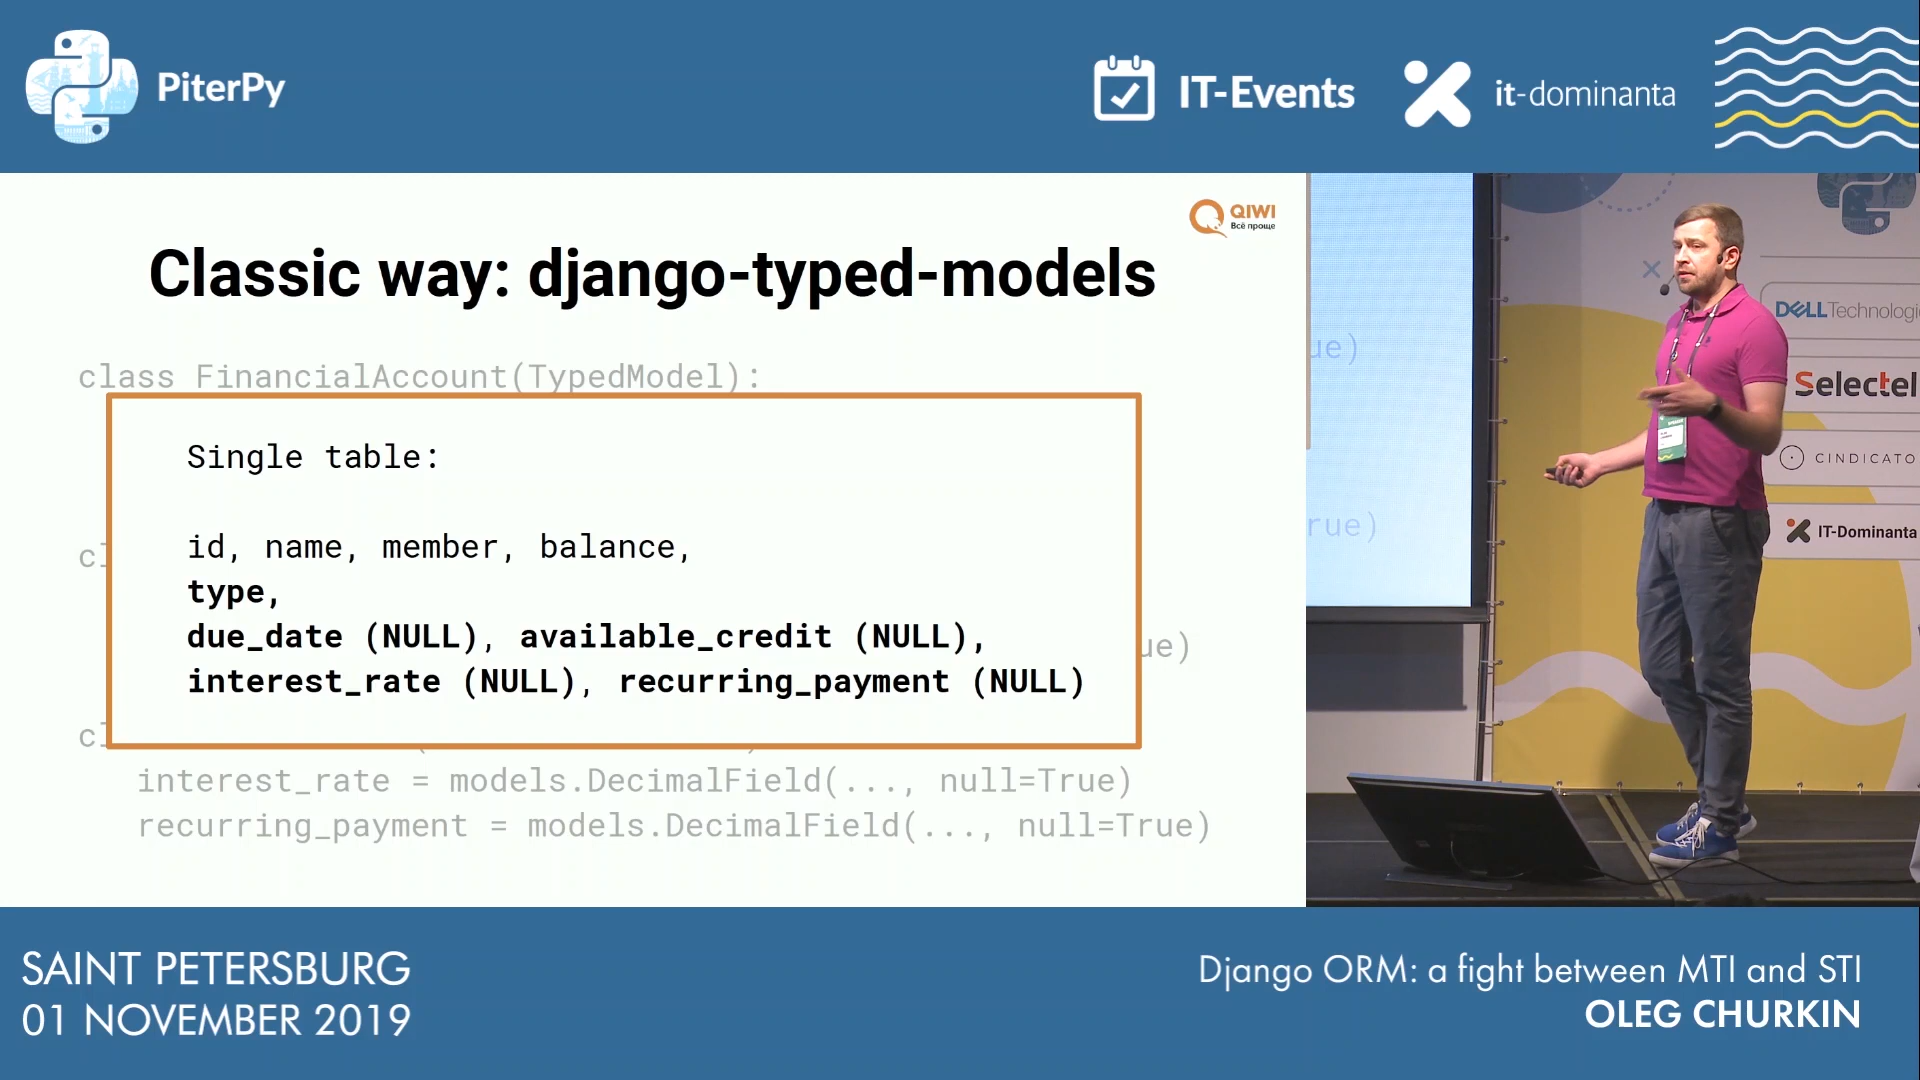 PiterPy
IT-Events
it-dominanta
QIWI
Всё проще
Classic way: django-typed-models
class FinancialAccount(TypedModel):
Single table:
id, name, member, balance,
type,
due_date (NULL), available_credit (NULL),
interest_rate (NULL), recurring_payment (NULL)
ue)
interest_rate = models.DecimalField(..., null=True)
recurring_payment = models.DecimalField(..., null=True)
ue)
rue)
DELL Technologi
Selectel
CINDICATO
IT-Dominanta
SAINT PETERSBURG
01 NOVEMBER 2019
Django ORM: a fight between MTI and STI
OLEG CHURKIN